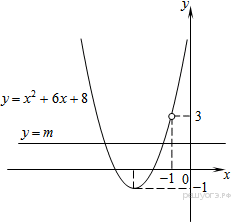 y
y = x² + 6x + 8
3
y = m
−1 0 x
−1
решуогэ.рф